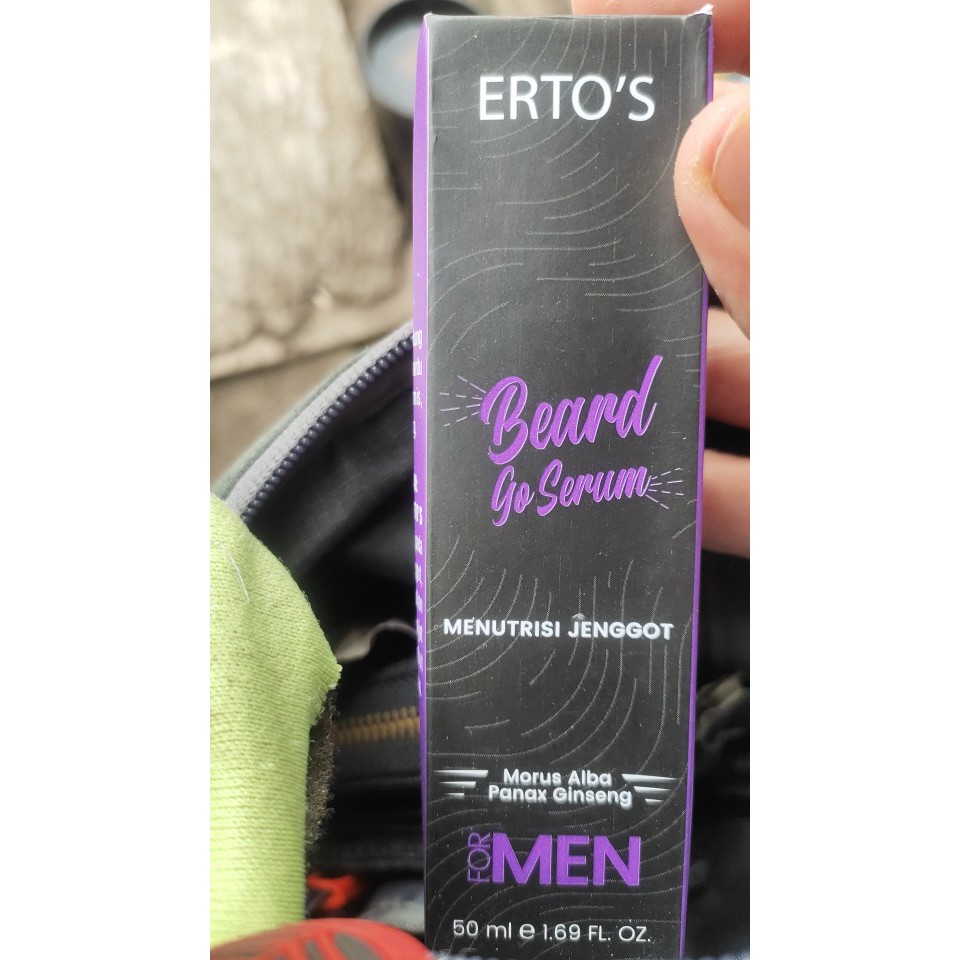 ERTO'S
Beard
Go Serum
MENUTRISI JENGGOT
Morus Alba
Panax Ginseng
FOR MEN
50 ml e 1.69 FL. OZ.